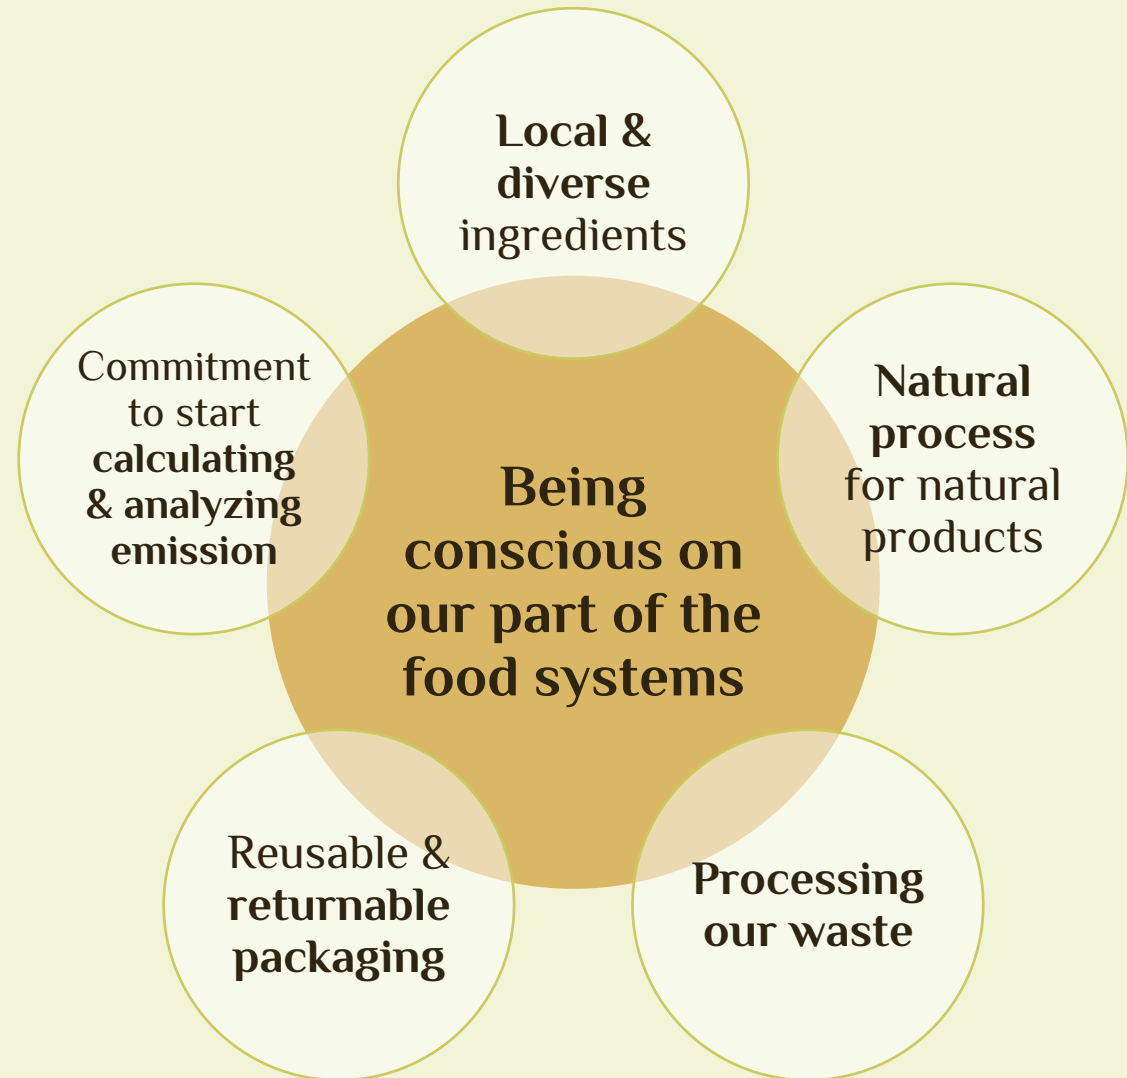 Local &
diverse
ingredients
Commitment
to start
calculating
& analyzing
emission
Natural
process
for natural
products
Being
conscious on
our part of the
food systems
Reusable &
returnable
packaging
Processing
our waste